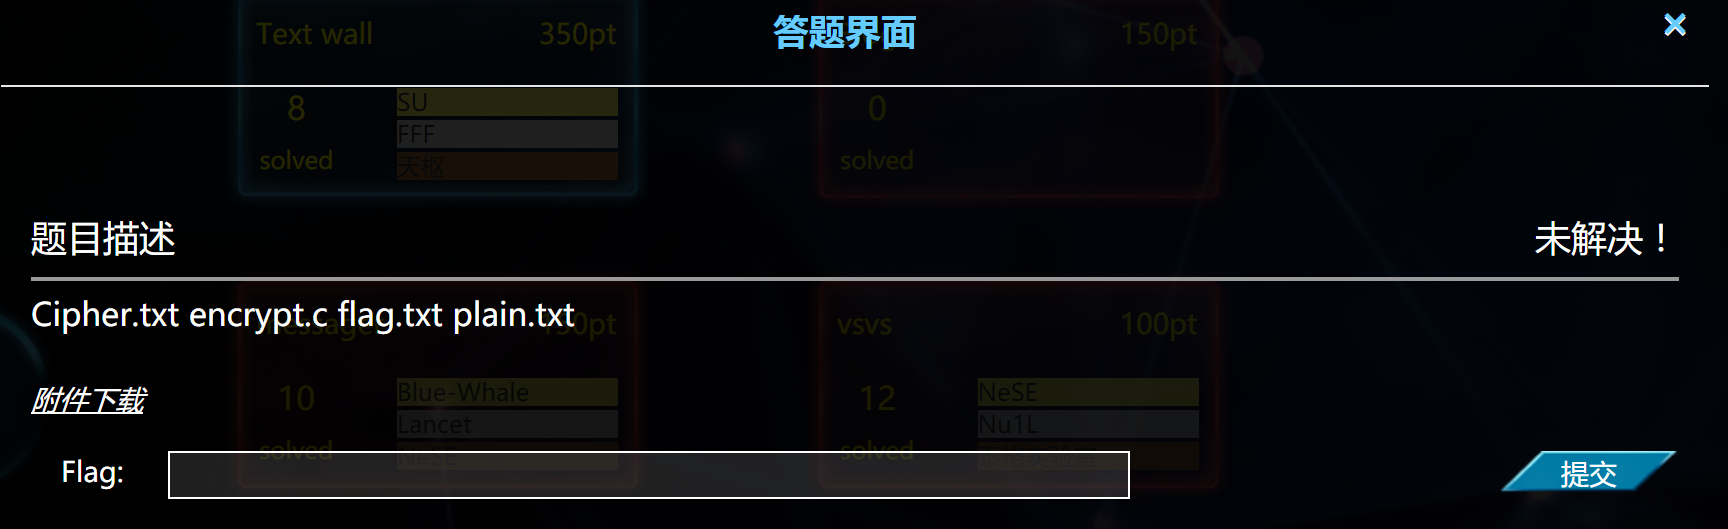 Text wall 350pt 答题界面 150pt ×
8 SU 0
FFF
solved 天枢 solved
题目描述 未解决！
Cipher.txt encrypt.c flag.txt plain.txt
vsvs 100pt
10 Blue-Whale 12 NeSE
附件下载
Lancet Nu1L
solved solved
Flag: 提交